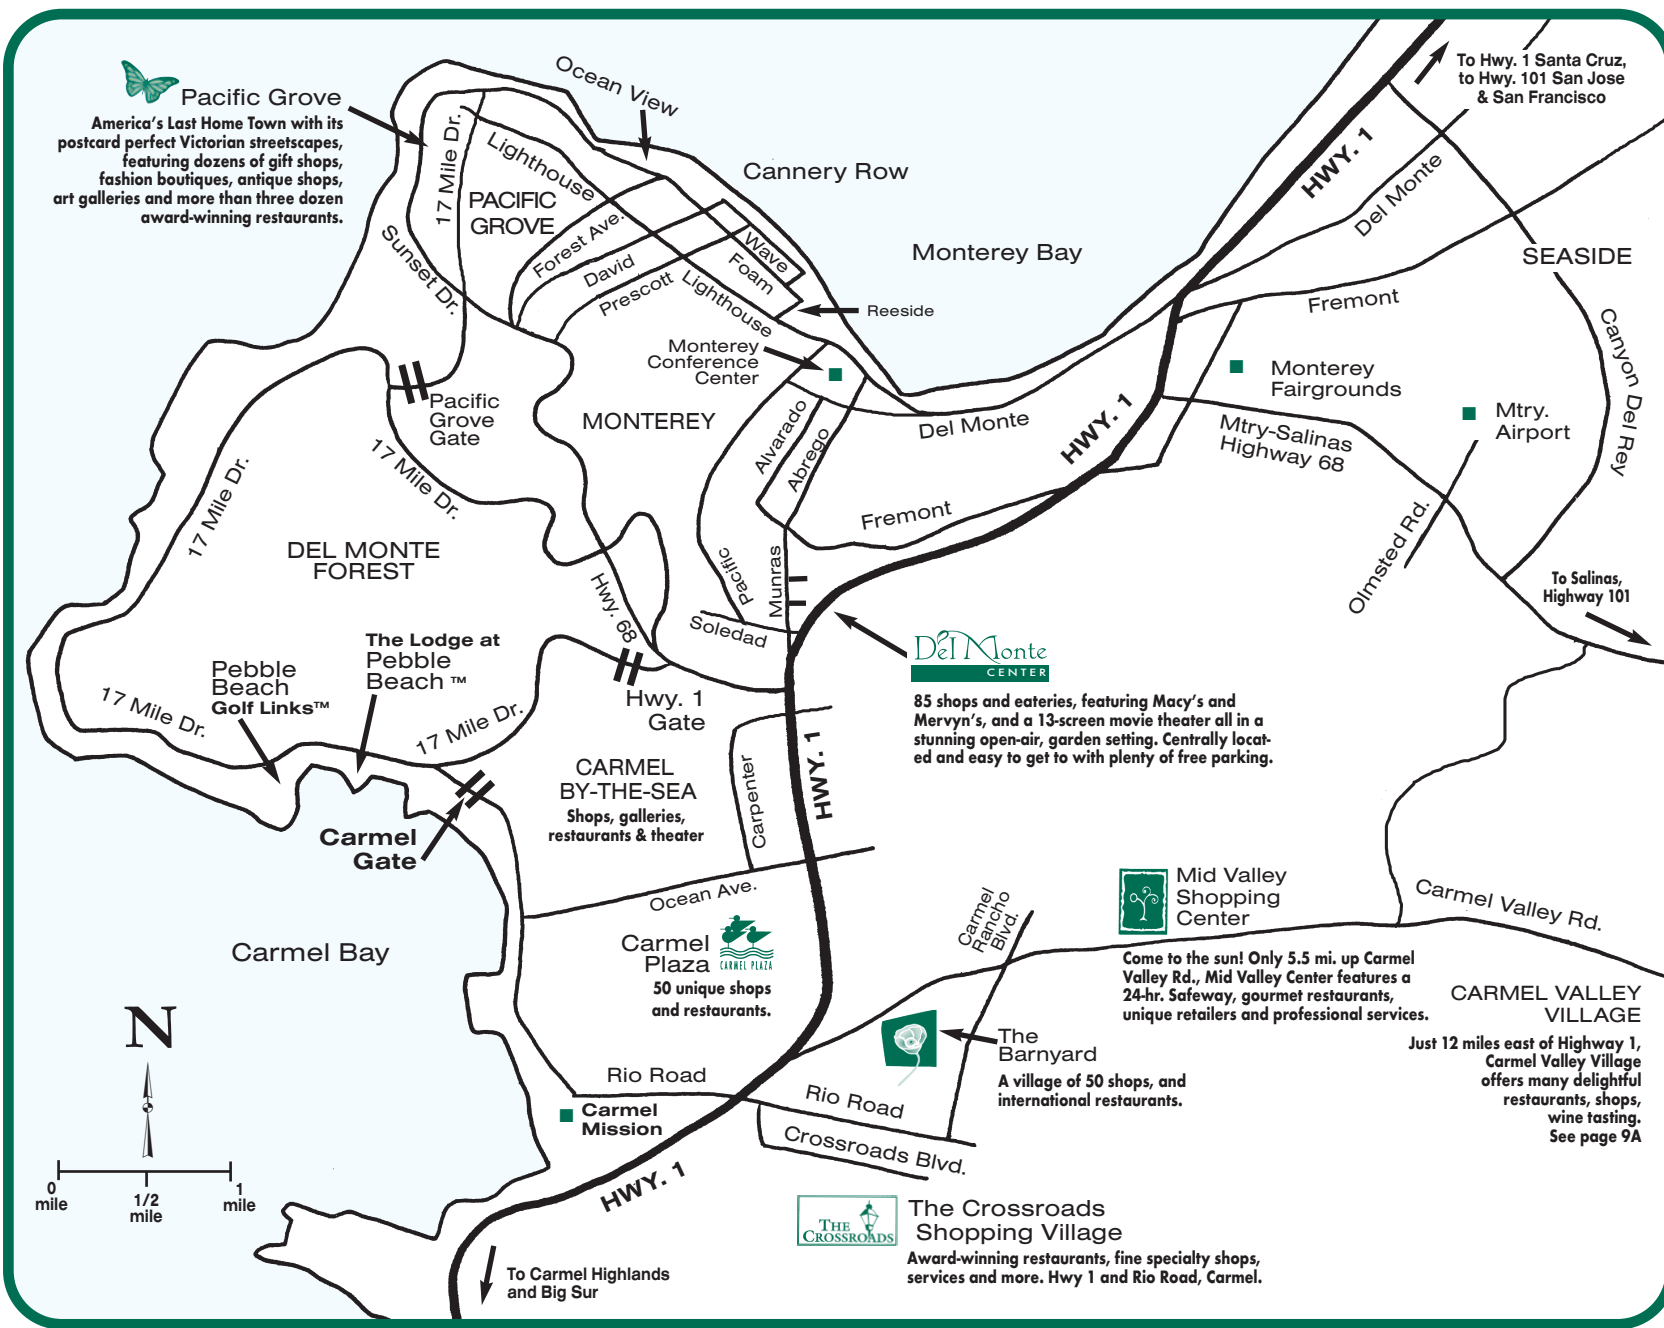 Pacific Grove
America's Last Home Town with its
postcard perfect Victorian streetscapes,
featuring dozens of gift shops,
fashion boutiques, antique shops,
art galleries and more than three dozen
award-winning restaurants.
Ocean View
Cannery Row
Monterey Bay
To Hwy. 1 Santa Cruz,
to Hwy. 101 San Jose
& San Francisco
HWY. 1
Del Monte
SEASIDE
Fremont
Canyon Del Rey
17 Mile Dr.
Lighthouse
PACIFIC
GROVE
Sunset Dr.
Forest Ave.
David
Prescott
Wave
Foam
Lighthouse
Reeside
Monterey
Conference
Center
Monterey
Fairgrounds
Mtry.
Airport
Pacific
Grove
Gate
MONTEREY
Alvarado
Abrego
Del Monte
HWY. 1
Mtry-Salinas
Highway 68
17 Mile Dr.
17 Mile Dr.
Fremont
Olmsted Rd.
DEL MONTE
FOREST
Hwy. 68
Pacific
Munras
Soledad
To Salinas,
Highway 101
The Lodge at
Pebble
Beach ™
Pebble
Beach
Golf Links™
17 Mile Dr.
17 Mile Dr.
Hwy. 1
Gate
Del Monte
CENTER
85 shops and eateries, featuring Macy's and
Mervyn's, and a 13-screen movie theater all in a
stunning open-air, garden setting. Centrally locat-
ed and easy to get to with plenty of free parking.
CARMEL
BY-THE-SEA
Shops, galleries,
restaurants & theater
Carpenter
HWY. 1
Carmel
Gate
Ocean Ave.
Carmel
Plaza
CARMEL PLAZA
50 unique shops
and restaurants.
Carmel Bay
Carmel
Rancho
Blvd.
Mid Valley
Shopping
Center
Come to the sun! Only 5.5 mi. up Carmel
Valley Rd., Mid Valley Center features a
24-hr. Safeway, gourmet restaurants,
unique retailers and professional services.
Carmel Valley Rd.
CARMEL VALLEY
VILLAGE
Just 12 miles east of Highway 1,
Carmel Valley Village
offers many delightful
restaurants, shops,
wine tasting.
See page 9A
N
The
Barnyard
A village of 50 shops, and
international restaurants.
Rio Road
Rio Road
Carmel
Mission
Crossroads Blvd.
HWY. 1
0
mile
1/2
mile
1
mile
THE
CROSSROADS
The Crossroads
Shopping Village
Award-winning restaurants, fine specialty shops,
services and more. Hwy 1 and Rio Road, Carmel.
To Carmel Highlands
and Big Sur